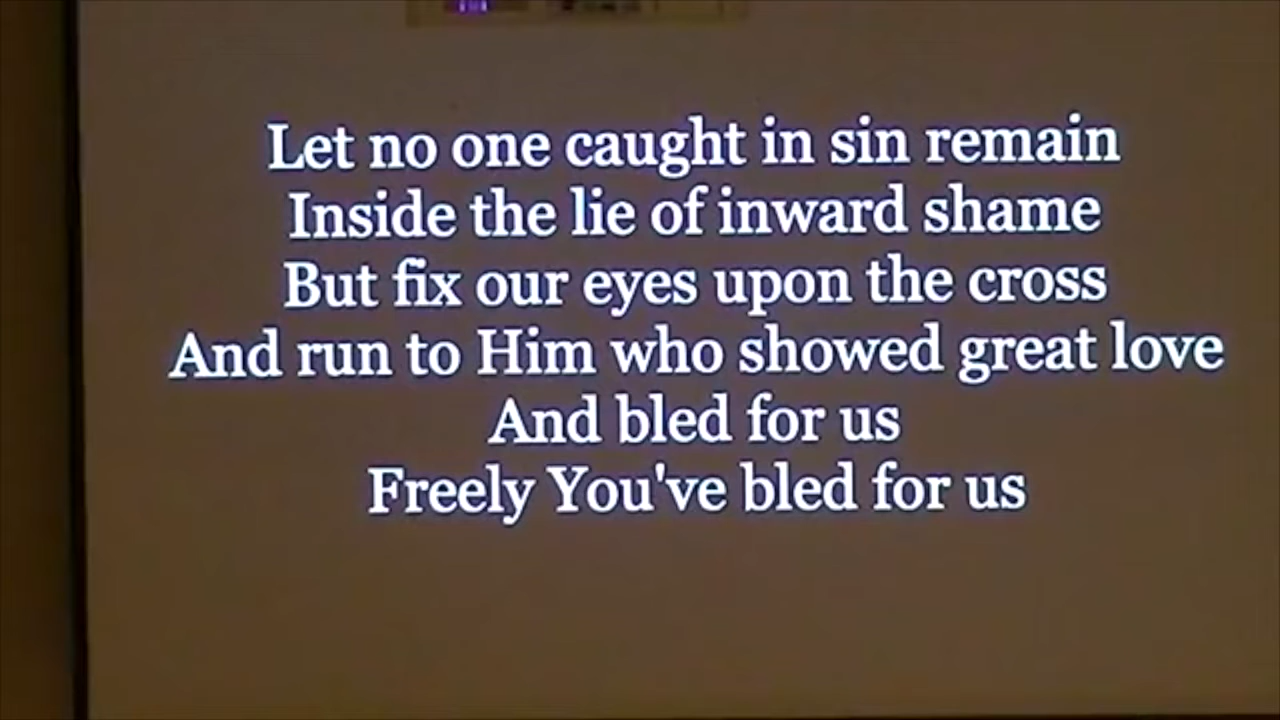 Let no one caught in sin remain
Inside the lie of inward shame
But fix our eyes upon the cross
And run to Him who showed great love
And bled for us
Freely You've bled for us